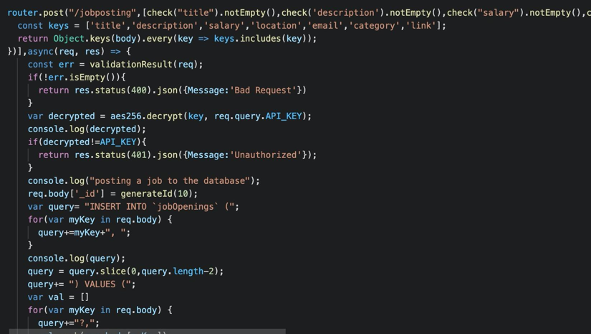 router.post("/jobposting",[check("title").notEmpty(),check('description').notEmpty(),check("salary").notEmpty(),c
const keys = ['title','description','salary','location','email','category','link'];
return Object.keys(body).every(key => keys.includes(key));
})],async(req, res) => {
const err = validationResult(req);
if(!err.isEmpty()){
return res.status(400).json({Message:'Bad Request'})
}
var decrypted = aes256.decrypt(key, req.query.API_KEY);
console.log(decrypted);
if(decrypted!=API_KEY){
return res.status(401).json({Message:'Unauthorized'});
}
console.log("posting a job to the database");
req.body['_id'] = generateId(10);
var query= "INSERT INTO `jobOpenings` (";
for(var myKey in req.body) {
query+=myKey+", ";
}
console.log(query);
query = query.slice(0,query.length-2);
query+= ") VALUES (";
var val = []
for(var myKey in req.body) {
query+="?,";